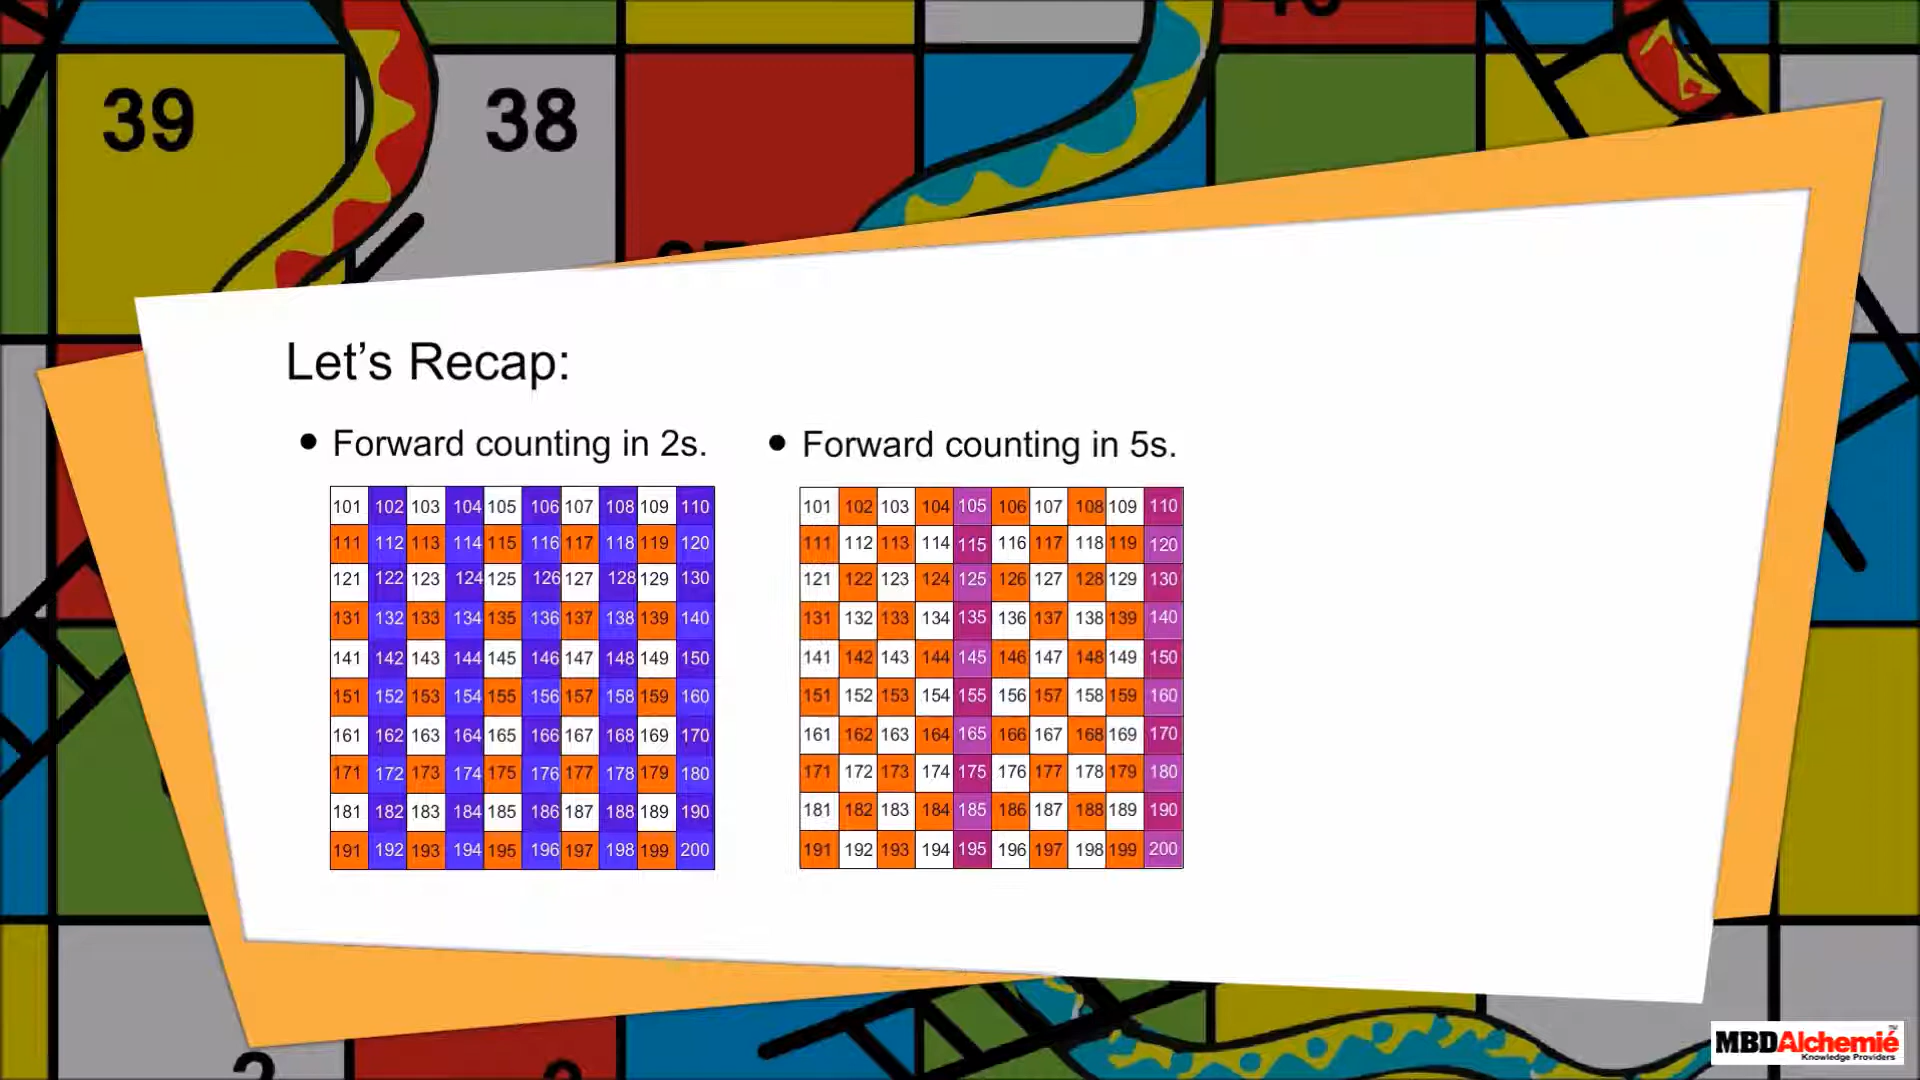 39 38
Let's Recap:
• Forward counting in 2s.
101 102 103 104 105 106 107 108 109 110
111 112 113 114 115 116 117 118 119 120
121 122 123 124 125 126 127 128 129 130
131 132 133 134 135 136 137 138 139 140
141 142 143 144 145 146 147 148 149 150
151 152 153 154 155 156 157 158 159 160
161 162 163 164 165 166 167 168 169 170
171 172 173 174 175 176 177 178 179 180
181 182 183 184 185 186 187 188 189 190
191 192 193 194 195 196 197 198 199 200
• Forward counting in 5s.
101 102 103 104 105 106 107 108 109 110
111 112 113 114 115 116 117 118 119 120
121 122 123 124 125 126 127 128 129 130
131 132 133 134 135 136 137 138 139 140
141 142 143 144 145 146 147 148 149 150
151 152 153 154 155 156 157 158 159 160
161 162 163 164 165 166 167 168 169 170
171 172 173 174 175 176 177 178 179 180
181 182 183 184 185 186 187 188 189 190
191 192 193 194 195 196 197 198 199 200
MBDAlchemié™
Knowledge Providers